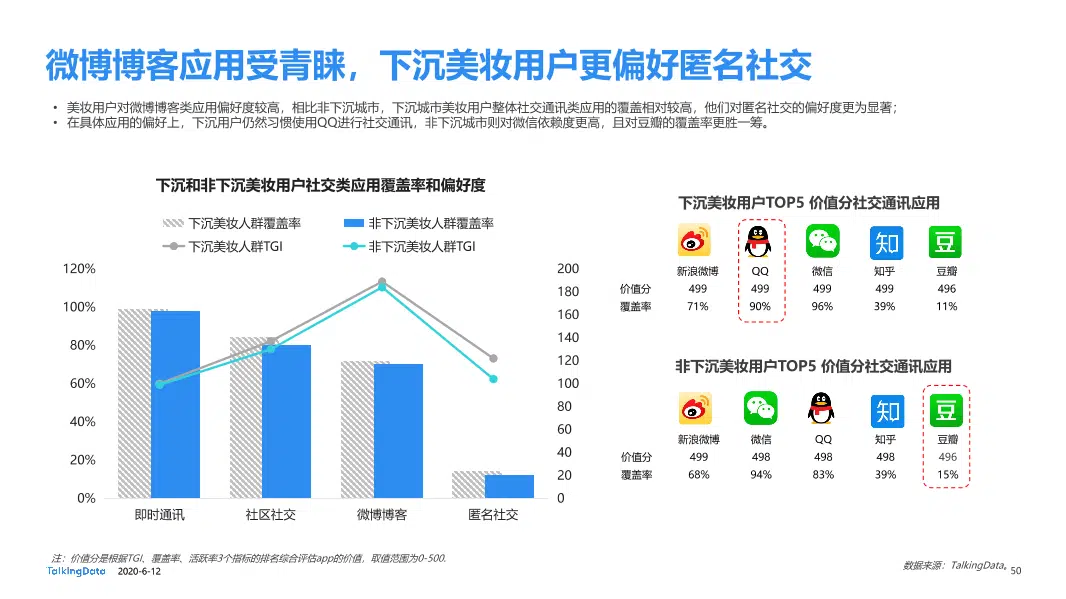 微博博客应用受青睐，下沉美妆用户更偏好匿名社交
• 美妆用户对微博博客类应用偏好度较高，相比非下沉城市，下沉城市美妆用户整体社交通讯类应用的覆盖相对较高，他们对匿名社交的偏好度更为显著；
• 在具体应用的偏好上，下沉用户仍然习惯使用QQ进行社交通讯，非下沉城市则对微信依赖度更高，且对豆瓣的覆盖率更胜一筹。
下沉和非下沉美妆用户社交类应用覆盖率和偏好度
下沉美妆人群覆盖率 非下沉美妆人群覆盖率
下沉美妆人群TGI 非下沉美妆人群TGI
120% 200
180
100% 160
80% 140
120
60% 100
40% 80
60
20% 40
20
0% 0
即时通讯 社区社交 微博博客 匿名社交
下沉美妆用户TOP5 价值分社交通讯应用
知 豆
新浪微博 QQ 微信 知乎 豆瓣
价值分 499 499 499 499 496
覆盖率 71% 90% 96% 39% 11%
非下沉美妆用户TOP5 价值分社交通讯应用
知 豆
新浪微博 微信 QQ 知乎 豆瓣
价值分 499 498 498 498 496
覆盖率 68% 94% 83% 39% 15%
注：价值分是根据TGI、覆盖率、活跃率3个指标的排名综合评估app的价值，取值范围为0-500.
TalkingData 2020-6-12
数据来源：TalkingData。 50